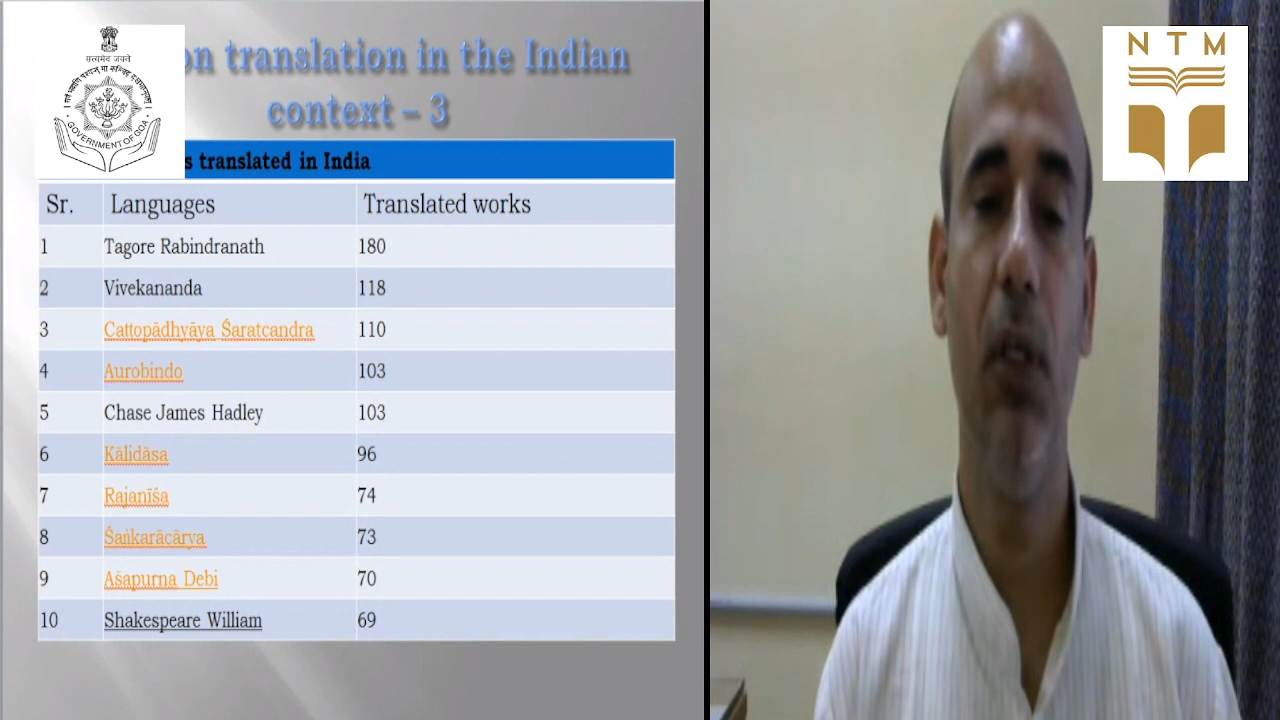 on translation in the Indian
context – 3
s translated in India
Sr. Languages Translated works
1 Tagore Rabindranath 180
2 Vivekananda 118
3 Cattopādhyāya Śaratcandra 110
4 Aurobindo 103
5 Chase James Hadley 103
6 Kālidāsa 96
7 Rajanīśa 74
8 Śaṅkarācārya 73
9 Aśapurna Debi 70
10 Shakespeare William 69
सत्यमेव जयते
GOVERNMENT OF GOA
NTM